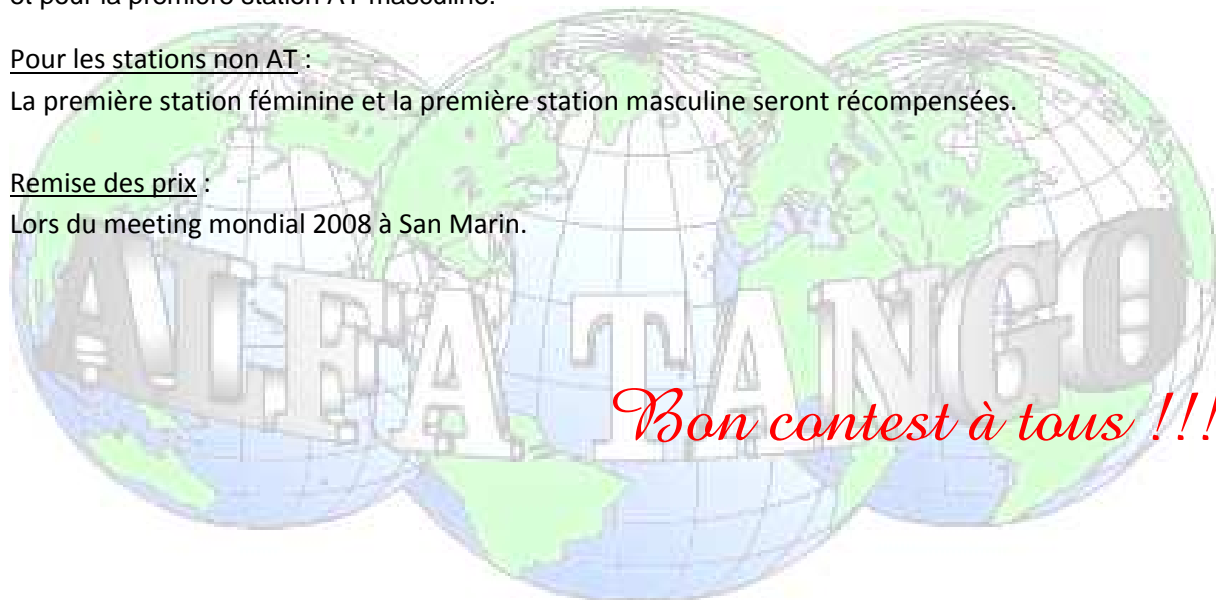 et pour la première station AT masculine.
Pour les stations non AT :
La première station féminine et la première station masculine seront récompensées.
Remise des prix :
Lors du meeting mondial 2008 à San Marin.
ALFA TANGO
Bon contest à tous !!!